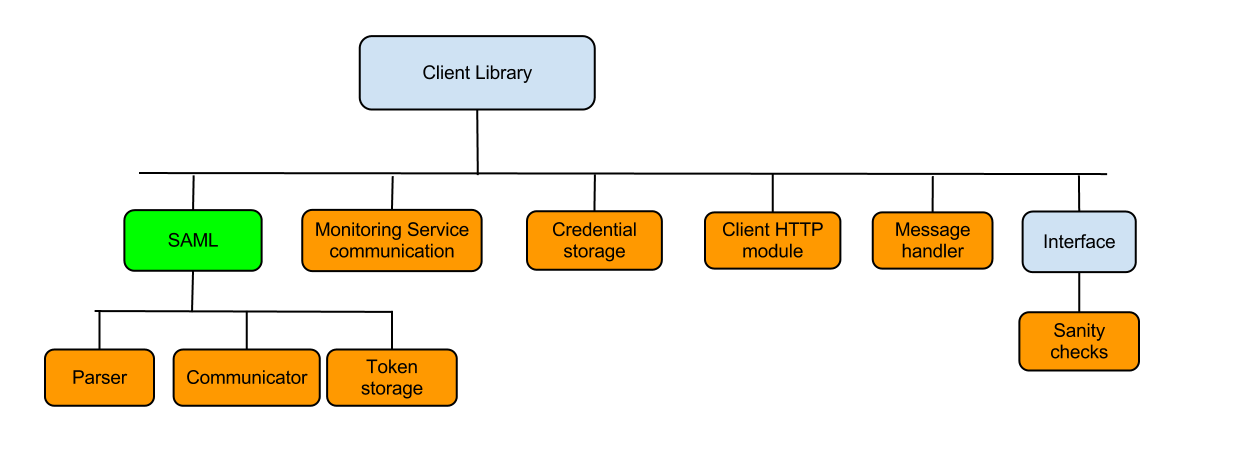 Client Library
SAML
Monitoring Service
communication
Credential
storage
Client HTTP
module
Message
handler
Interface
Parser
Communicator
Token
storage
Sanity
checks